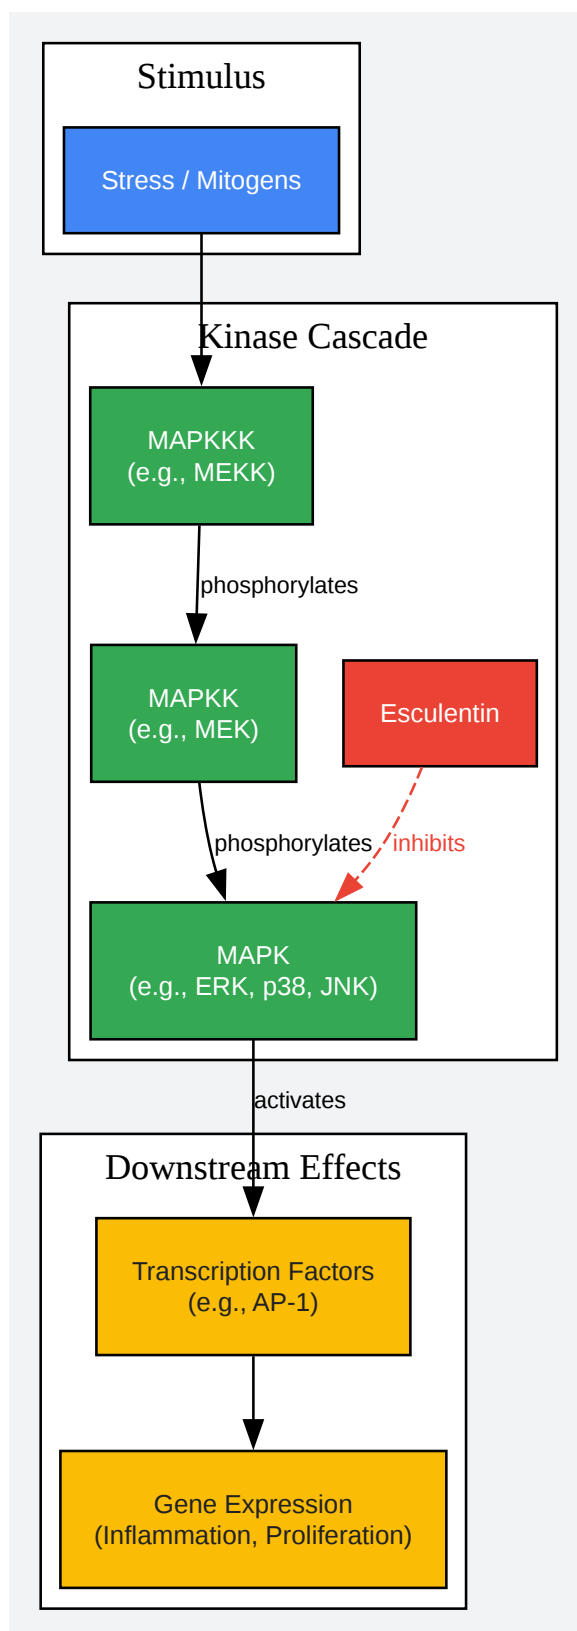 Stimulus
Stress / Mitogens
Kinase Cascade
MAPKKK
(e.g., MEKK)
phosphorylates
MAPKK
(e.g., MEK)
Esculentin
phosphorylates
inhibits
MAPK
(e.g., ERK, p38, JNK)
activates
Downstream Effects
Transcription Factors
(e.g., AP-1)
Gene Expression
(Inflammation, Proliferation)